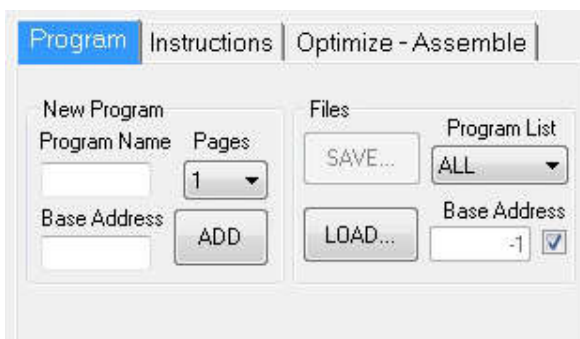 Program Instructions Optimize - Assemble
New Program
Program Name Pages
1
Base Address
ADD
Files
Program List
SAVE... ALL
Base Address
LOAD... -1